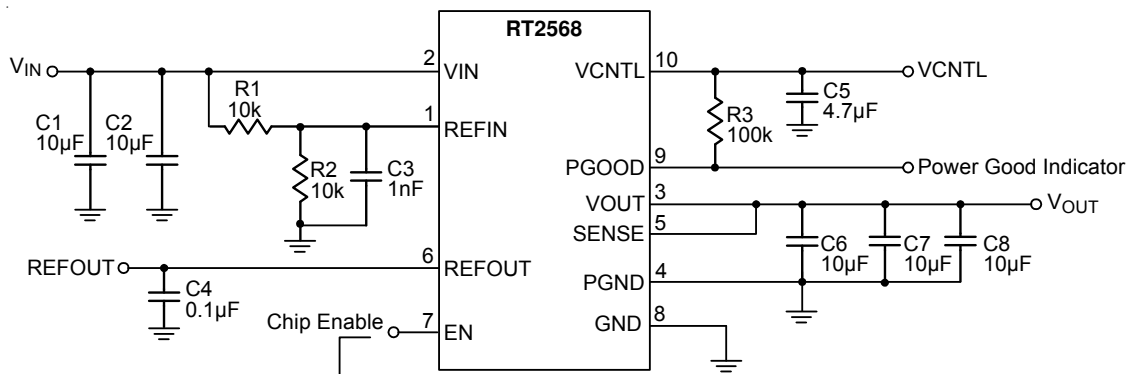 RT2568
V_IN
2
VIN
R1
10k
1
REFIN
C1
10µF
C2
10µF
R2
10k
C3
1nF
REFOUT
6
REFOUT
C4
0.1µF
Chip Enable
7
EN
VCNTL
10
VCNTL
C5
4.7µF
R3
100k
PGOOD
9
Power Good Indicator
VOUT
3
V_OUT
SENSE
5
C6
10µF
C7
10µF
C8
10µF
PGND
4
GND
8